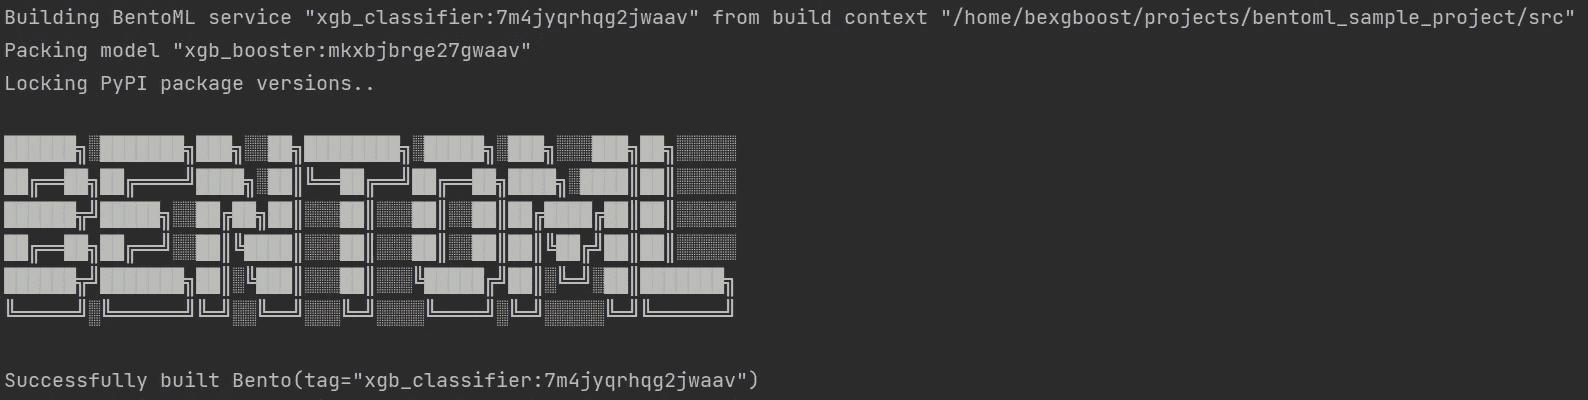 Building BentoML service "xgb_classifier:7m4jyqrhqg2jwaav" from build context "/home/bexgboost/projects/bentoml_sample_project/src"
Packing model "xgb_booster:mkxbjbrge27gwaav"
Locking PyPI package versions..
BENTOML
Successfully built Bento(tag="xgb_classifier:7m4jyqrhqg2jwaav")